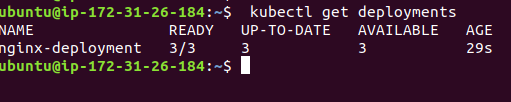 ubuntu@ip-172-31-26-184:~$ kubectl get deployments
NAME READY UP-TO-DATE AVAILABLE AGE
nginx-deployment 3/3 3 3 29s
ubuntu@ip-172-31-26-184:~$